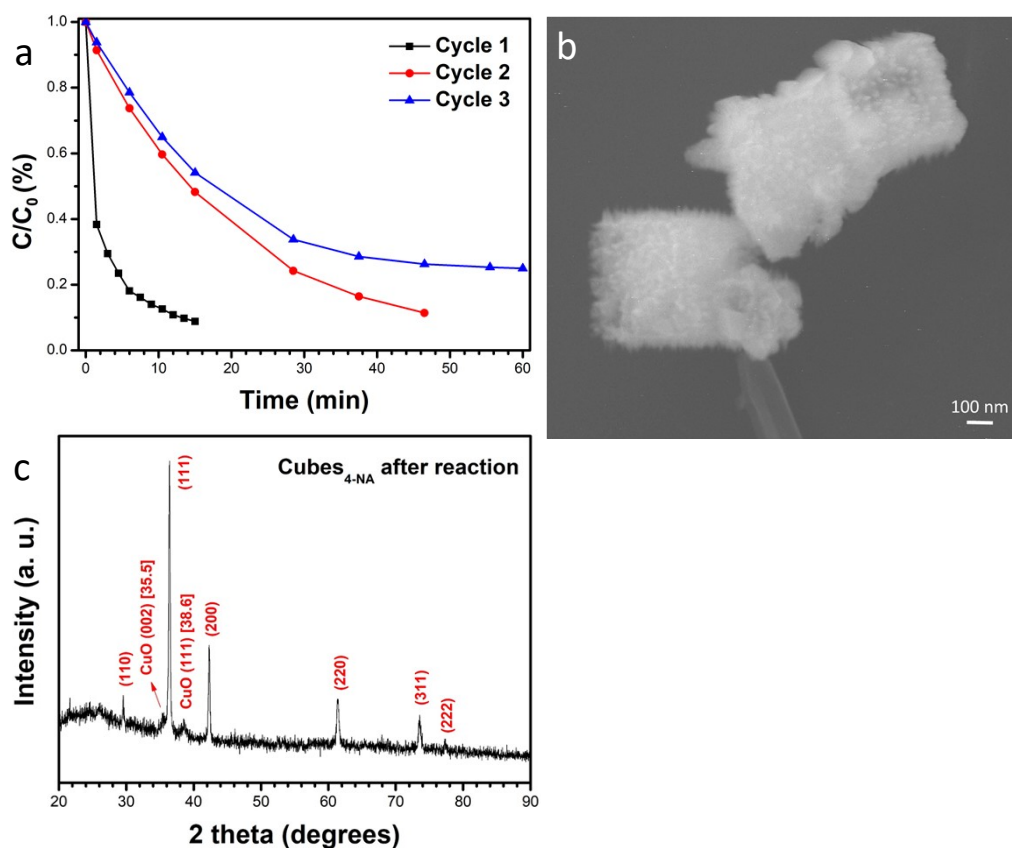 a
Cycle 1
Cycle 2
Cycle 3
C/C₀ (%)
1.0
0.8
0.6
0.4
0.2
0.0
0
10
20
30
40
50
60
Time (min)
b
100 nm
c
Cubes₄₋NA after reaction
Intensity (a. u.)
(110)
CuO (002) [35.5]
(111)
CuO (111) [38.6]
(200)
(220)
(311)
(222)
20
30
40
50
60
70
80
90
2 theta (degrees)